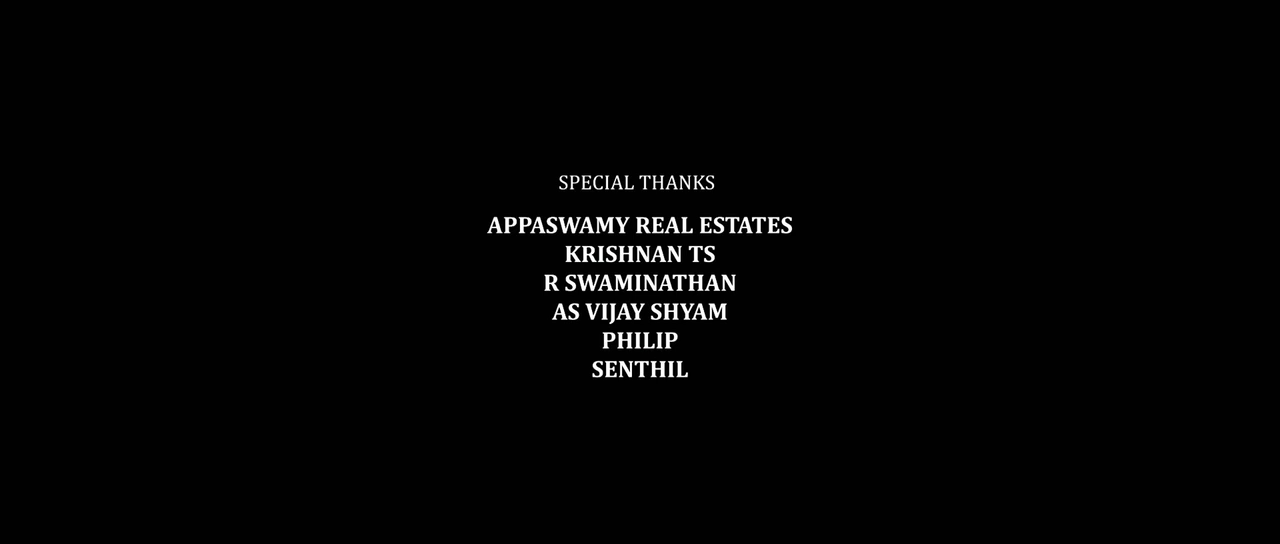 SPECIAL THANKS
APPASWAMY REAL ESTATES
KRISHNAN TS
R SWAMINATHAN
AS VIJAY SHYAM
PHILIP
SENTHIL